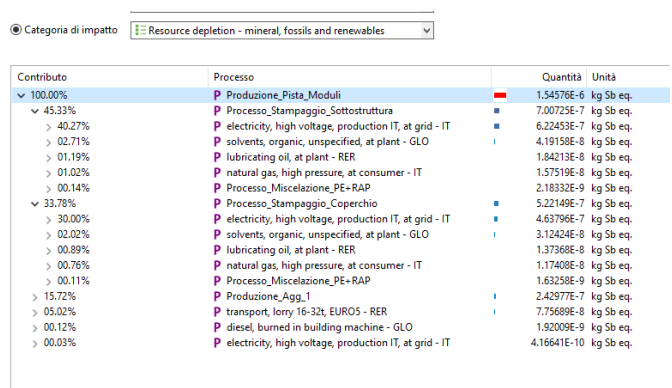 Categoria di impatto Resource depletion - mineral, fossils and renewables
Contributo Processo Quantità Unità
100.00% P Produzione_Pista_Moduli 1.54576E-6 kg Sb eq.
45.33% P Processo_Stampaggio_Sottostruttura 7.00725E-7 kg Sb eq.
40.27% P electricity, high voltage, production IT, at grid - IT 6.22453E-7 kg Sb eq.
02.71% P solvents, organic, unspecified, at plant - GLO 4.19158E-8 kg Sb eq.
01.19% P lubricating oil, at plant - RER 1.84213E-8 kg Sb eq.
01.02% P natural gas, high pressure, at consumer - IT 1.57519E-8 kg Sb eq.
00.14% P Processo_Miscelazione_PE+RAP 2.18332E-9 kg Sb eq.
33.78% P Processo_Stampaggio_Coperchio 5.22149E-7 kg Sb eq.
30.00% P electricity, high voltage, production IT, at grid - IT 4.63796E-7 kg Sb eq.
02.02% P solvents, organic, unspecified, at plant - GLO 3.12424E-8 kg Sb eq.
00.89% P lubricating oil, at plant - RER 1.37368E-8 kg Sb eq.
00.76% P natural gas, high pressure, at consumer - IT 1.17408E-8 kg Sb eq.
00.11% P Processo_Miscelazione_PE+RAP 1.63258E-9 kg Sb eq.
15.72% P Produzione_Agg_1 2.42977E-7 kg Sb eq.
05.02% P transport, lorry 16-32t, EURO5 - RER 7.75689E-8 kg Sb eq.
00.12% P diesel, burned in building machine - GLO 1.92009E-9 kg Sb eq.
00.03% P electricity, high voltage, production IT, at grid - IT 4.16641E-10 kg Sb eq.